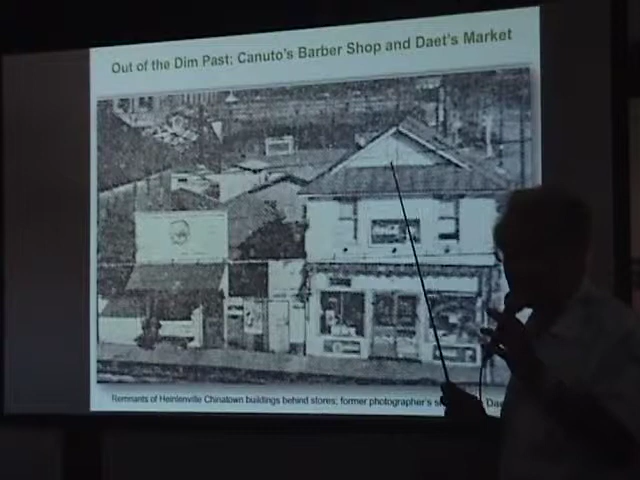 Out of the Dim Past: Canuto's Barber Shop and Daet's Market
Remnants of Heinlenville Chinatown buildings behind stores; former photographer's